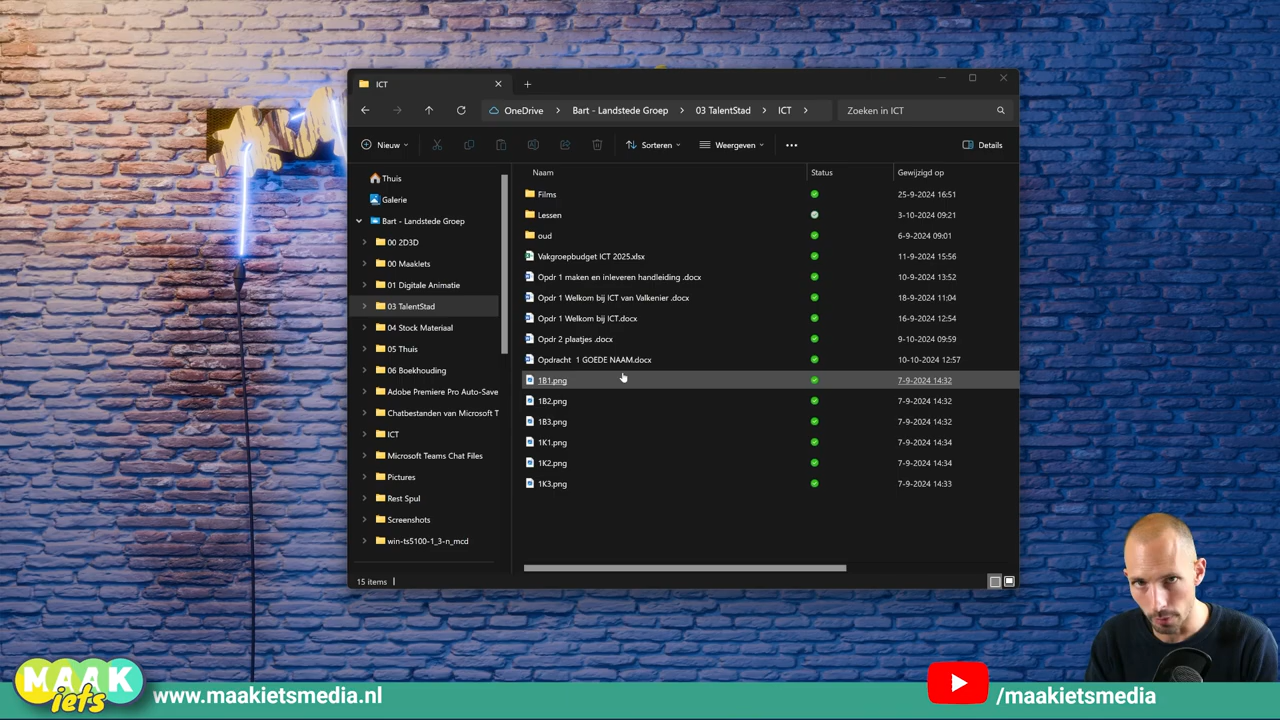 ICT
OneDrive > Bart - Landstede Groep > 03 TalentStad > ICT >
Zoeken in ICT
Nieuw
Sorteren
Weergeven
Details
Thuis
Galerie
Bart - Landstede Groep
00 2D3D
00 Maaklets
01 Digitale Animatie
03 TalentStad
04 Stock Materiaal
05 Thuis
06 Boekhouding
Adobe Premiere Pro Auto-Save
Chatbestanden van Microsoft T
ICT
Microsoft Teams Chat Files
Pictures
Rest Spul
Screenshots
win-ts5100-1_3-n_mcd
Naam Status Gewijzigd op
Films 25-9-2024 16:51
Lessen 3-10-2024 09:21
oud 6-9-2024 09:01
Vakgroepbudget ICT 2025.xlsx 11-9-2024 15:56
Opdr 1 maken en inleveren handleiding .docx 10-9-2024 13:52
Opdr 1 Welkom bij ICT van Valkenier .docx 18-9-2024 11:04
Opdr 1 Welkom bij ICT.docx 16-9-2024 12:54
Opdr 2 plaatjes .docx 9-10-2024 09:59
Opdracht  1 GOEDE NAAM.docx 10-10-2024 12:57
1B1.png 7-9-2024 14:32
1B2.png 7-9-2024 14:32
1B3.png 7-9-2024 14:32
1K1.png 7-9-2024 14:34
1K2.png 7-9-2024 14:34
1K3.png 7-9-2024 14:33
15 items
MAAK
iets
www.maakietsmedia.nl
/maakietsmedia